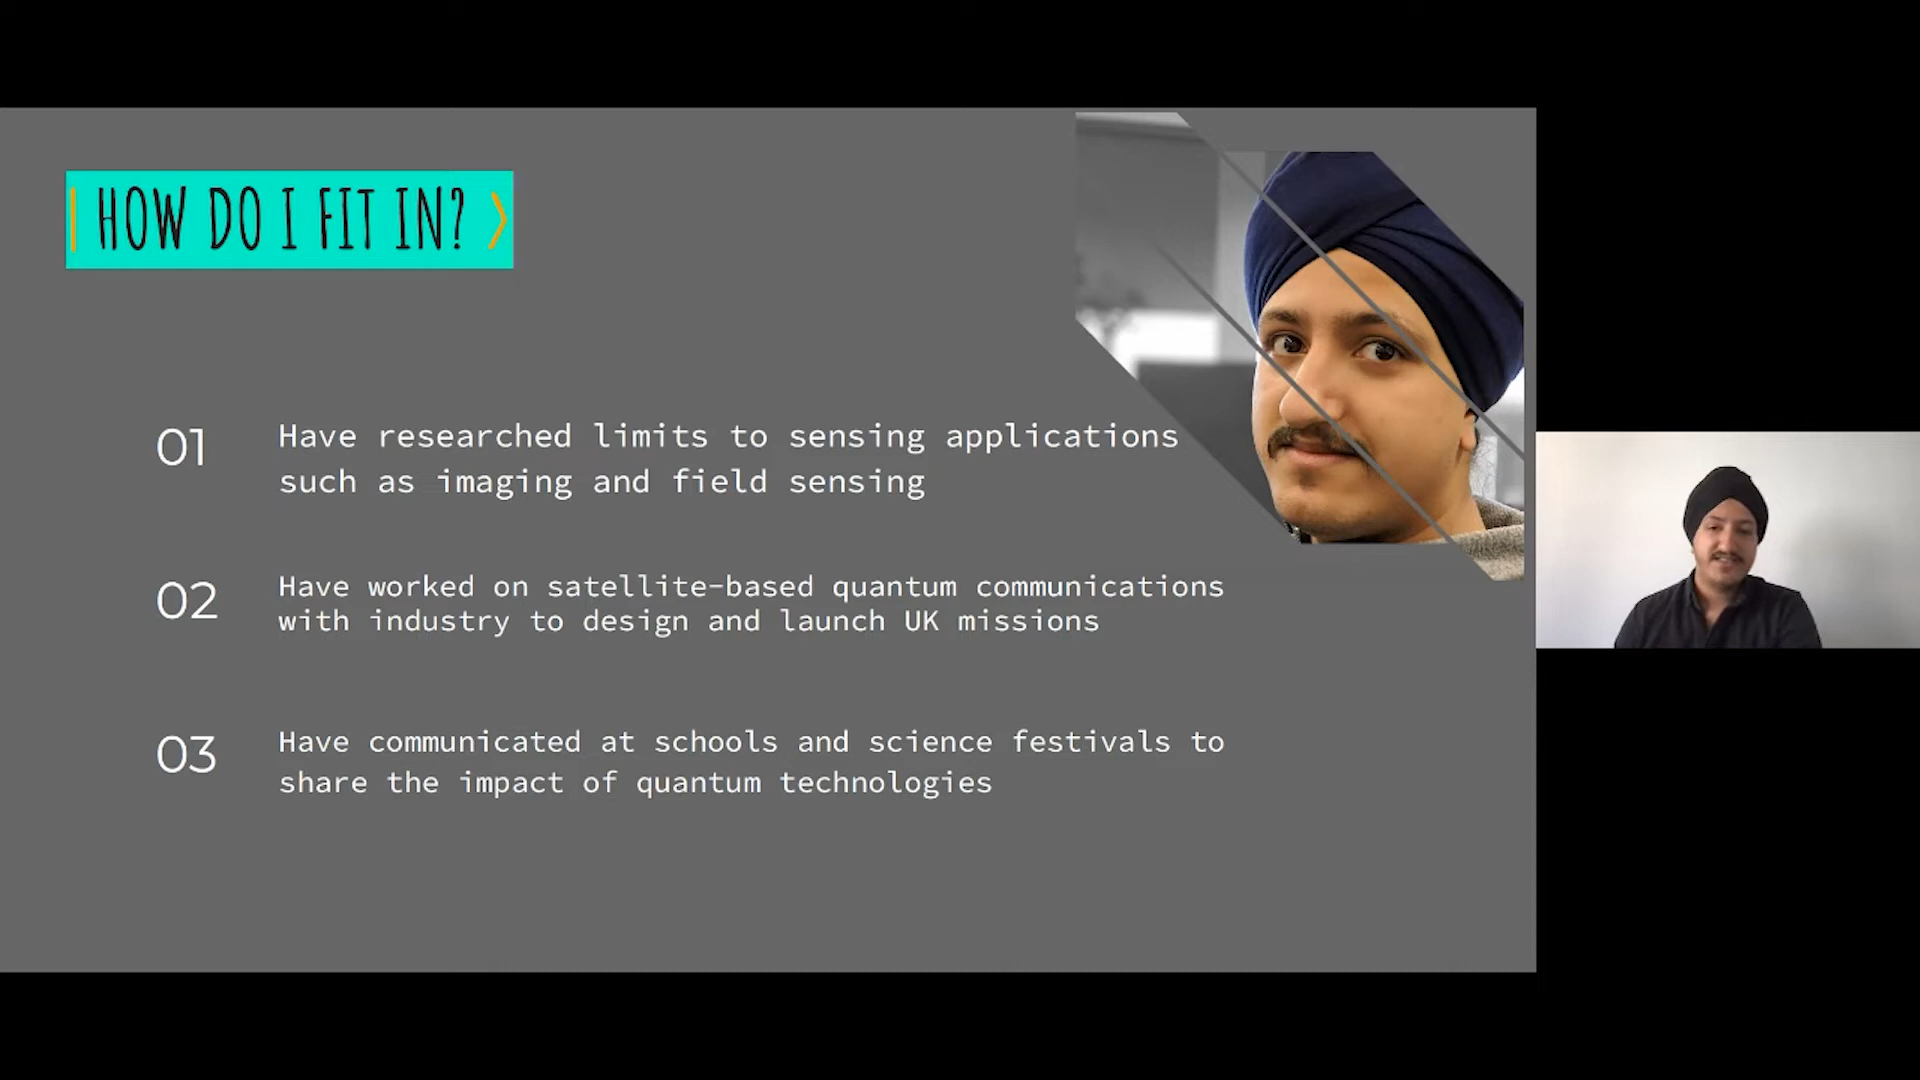 HOW DO I FIT IN?
01
Have researched limits to sensing applications
such as imaging and field sensing
02
Have worked on satellite-based quantum communications
with industry to design and launch UK missions
03
Have communicated at schools and science festivals to
share the impact of quantum technologies